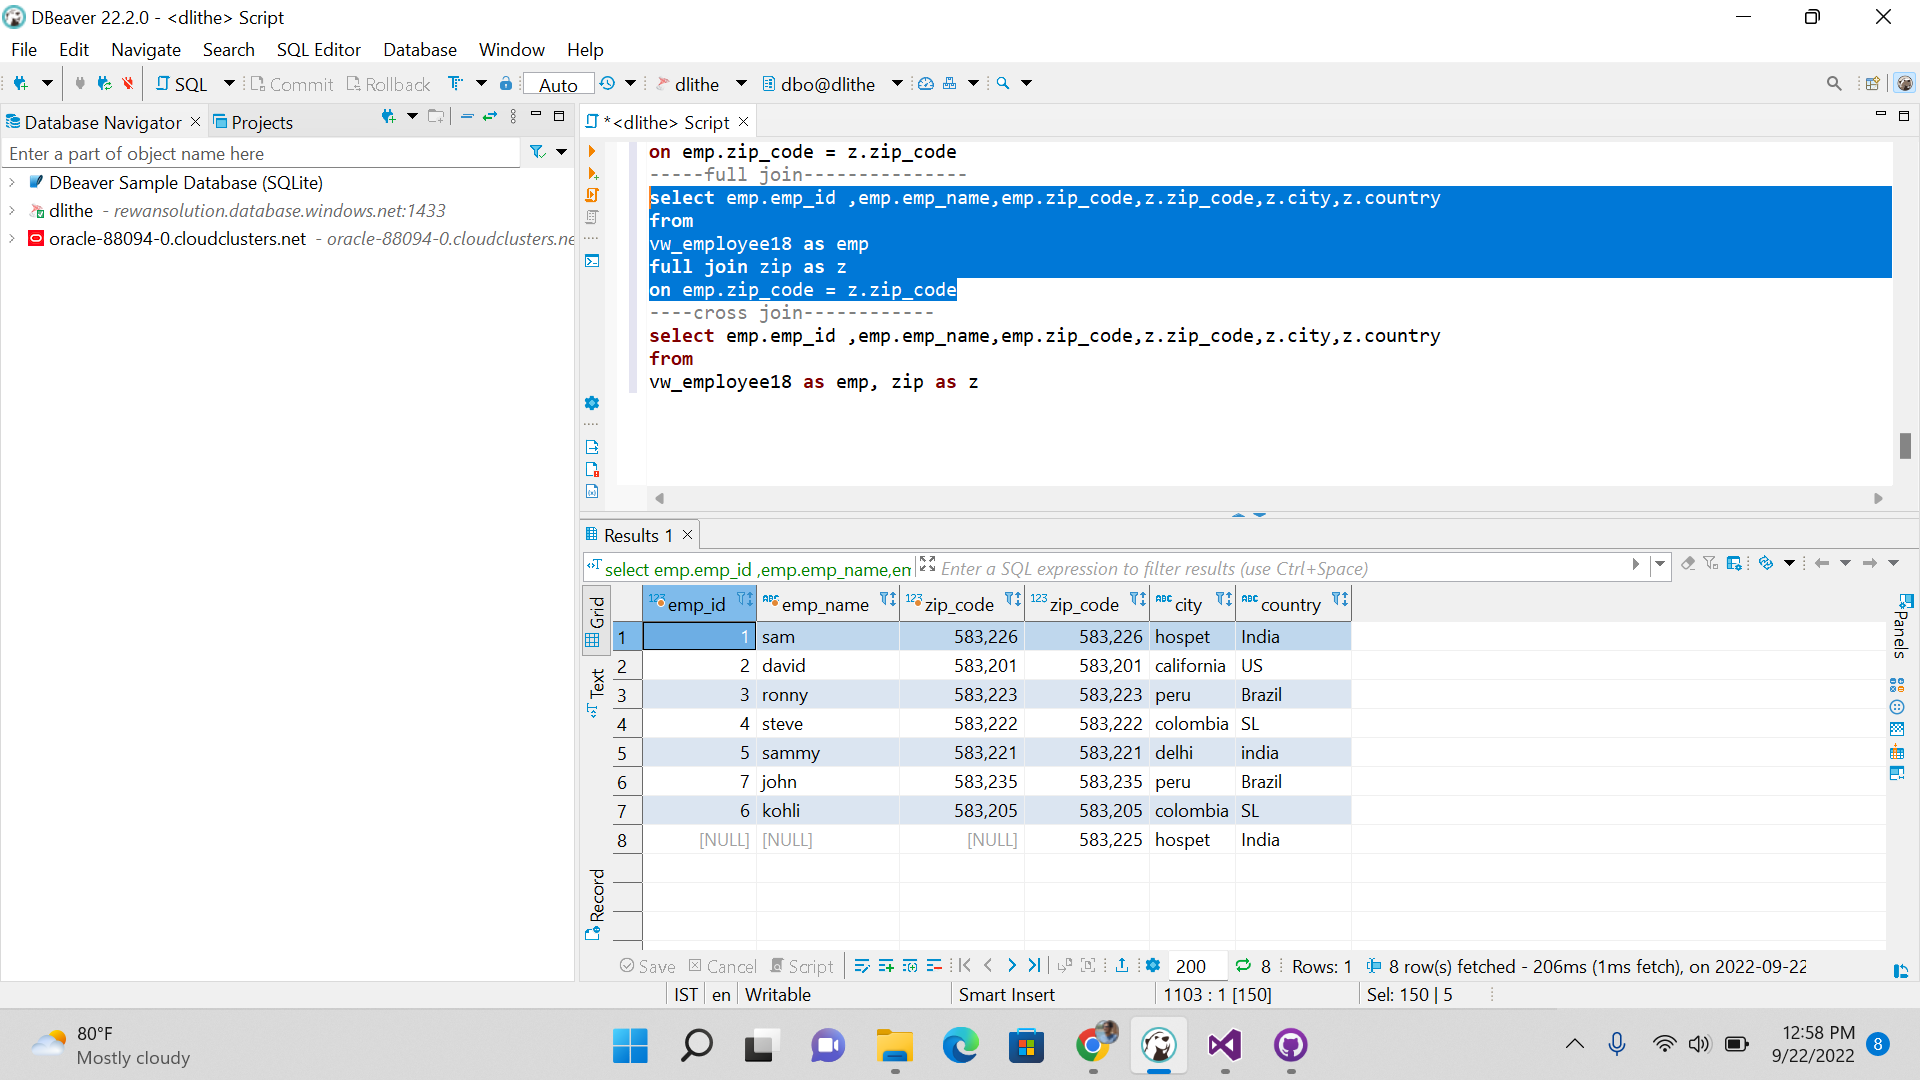 DBeaver 22.2.0 - <dlithe> Script
File Edit Navigate Search SQL Editor Database Window Help
SQL Commit Rollback Auto dlithe dbo@dlithe
Database Navigator Projects
*<dlithe> Script
Enter a part of object name here
DBeaver Sample Database (SQLite)
dlithe - rewansolution.database.windows.net:1433
oracle-88094-0.cloudclusters.net - oracle-88094-0.cloudclusters.ne
on emp.zip_code = z.zip_code
-----full join---------------
select emp.emp_id ,emp.emp_name,emp.zip_code,z.zip_code,z.city,z.country
from
vw_employee18 as emp
full join zip as z
on emp.zip_code = z.zip_code
----cross join------------
select emp.emp_id ,emp.emp_name,emp.zip_code,z.zip_code,z.city,z.country
from
vw_employee18 as emp, zip as z
Results 1
select emp.emp_id ,emp.emp_name,em Enter a SQL expression to filter results (use Ctrl+Space)
Grid
Text
Record
Panels
123 emp_id ABC emp_name 123 zip_code 123 zip_code ABC city ABC country
1 1 sam 583,226 583,226 hospet India
2 2 david 583,201 583,201 california US
3 3 ronny 583,223 583,223 peru Brazil
4 4 steve 583,222 583,222 colombia SL
5 5 sammy 583,221 583,221 delhi india
6 7 john 583,235 583,235 peru Brazil
7 6 kohli 583,205 583,205 colombia SL
8 [NULL] [NULL] [NULL] 583,225 hospet India
Save Cancel Script 200 8 Rows: 1 8 row(s) fetched - 206ms (1ms fetch), on 2022-09-22
IST en Writable Smart Insert 1103 : 1 [150] Sel: 150 | 5
80°F
Mostly cloudy
12:58 PM
9/22/2022
8